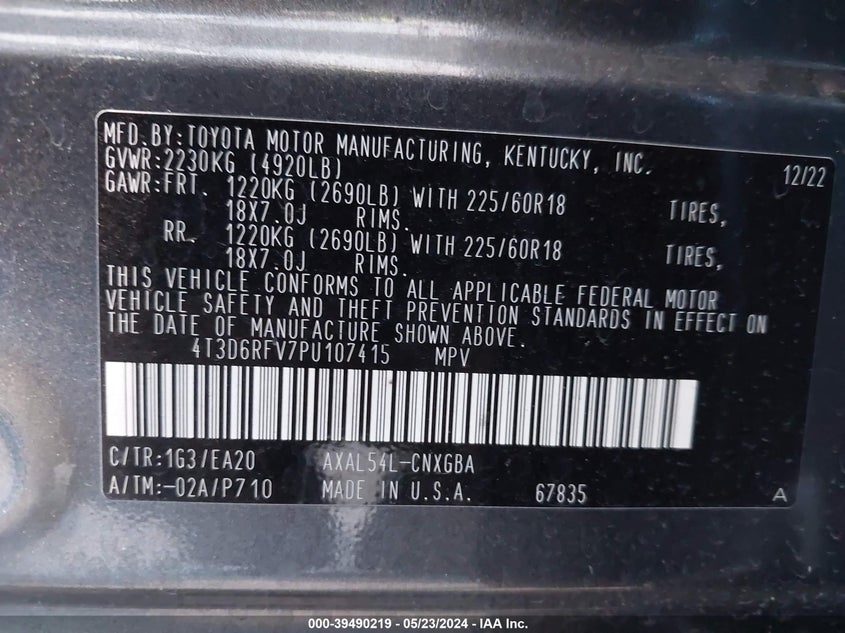 MFD.BY:TOYOTA MOTOR MANUFACTURING, KENTUCKY, INC. 12/22
GVWR:2230KG (4920LB)
GAWR:FRT. 1220KG (2690LB) WITH 225/60R18 TIRES,
18X7.0J RIMS.
RR. 1220KG (2690LB) WITH 225/60R18 TIRES,
18X7.0J RIMS.
THIS VEHICLE CONFORMS TO ALL APPLICABLE FEDERAL MOTOR
VEHICLE SAFETY AND THEFT PREVENTION STANDARDS IN EFFECT ON
THE DATE OF MANUFACTURE SHOWN ABOVE.
4T3D6RFV7PU107415 MPV
C/TR:1G3/EA20 AXAL54L-CNXGBA
A/TM:-02A/P710 MADE IN U.S.A. 67835 A
000-39490219 - 05/23/2024 - IAA Inc.